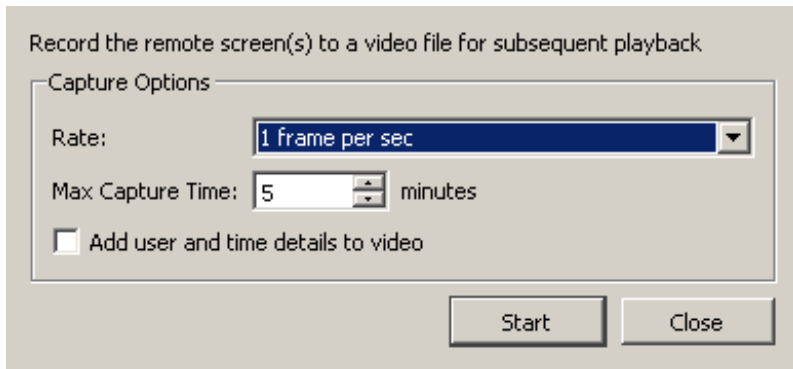 Record the remote screen(s) to a video file for subsequent playback
Capture Options
Rate: 1 frame per sec
Max Capture Time: 5 minutes
Add user and time details to video
Start Close